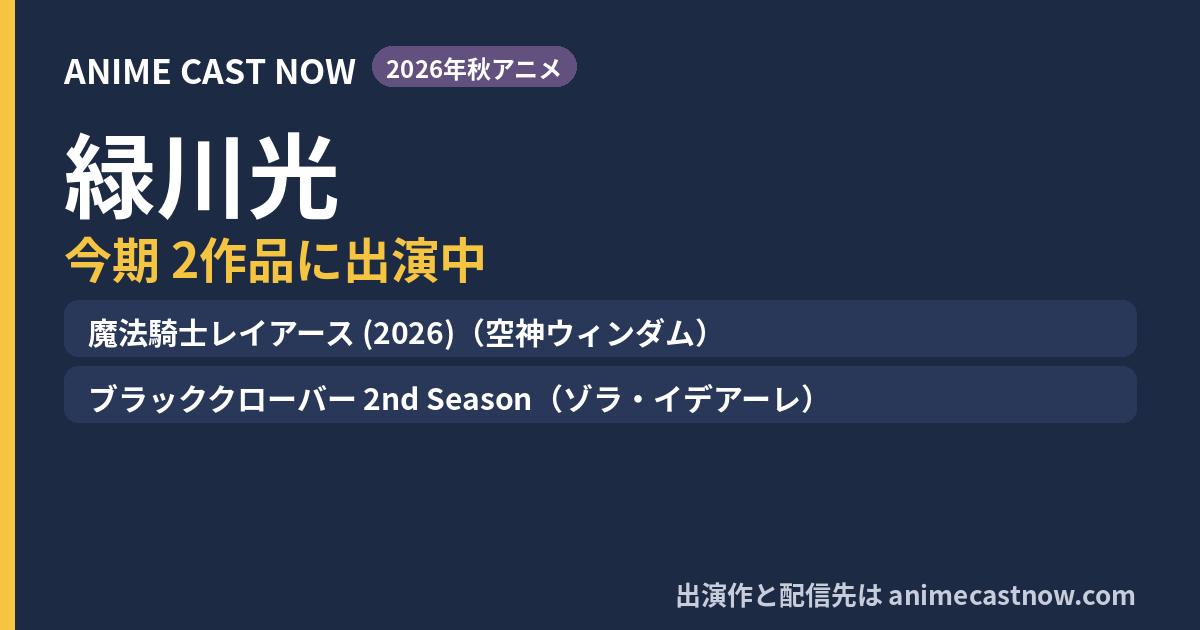 ANIME CAST NOW 2026年秋アニメ
緑川光
今期 2作品に出演中
魔法騎士レイアース (2026)（空神ウィンダム）
ブラッククローバー 2nd Season（ゾラ・イデアーレ）
出演作と配信先は animecastnow.com